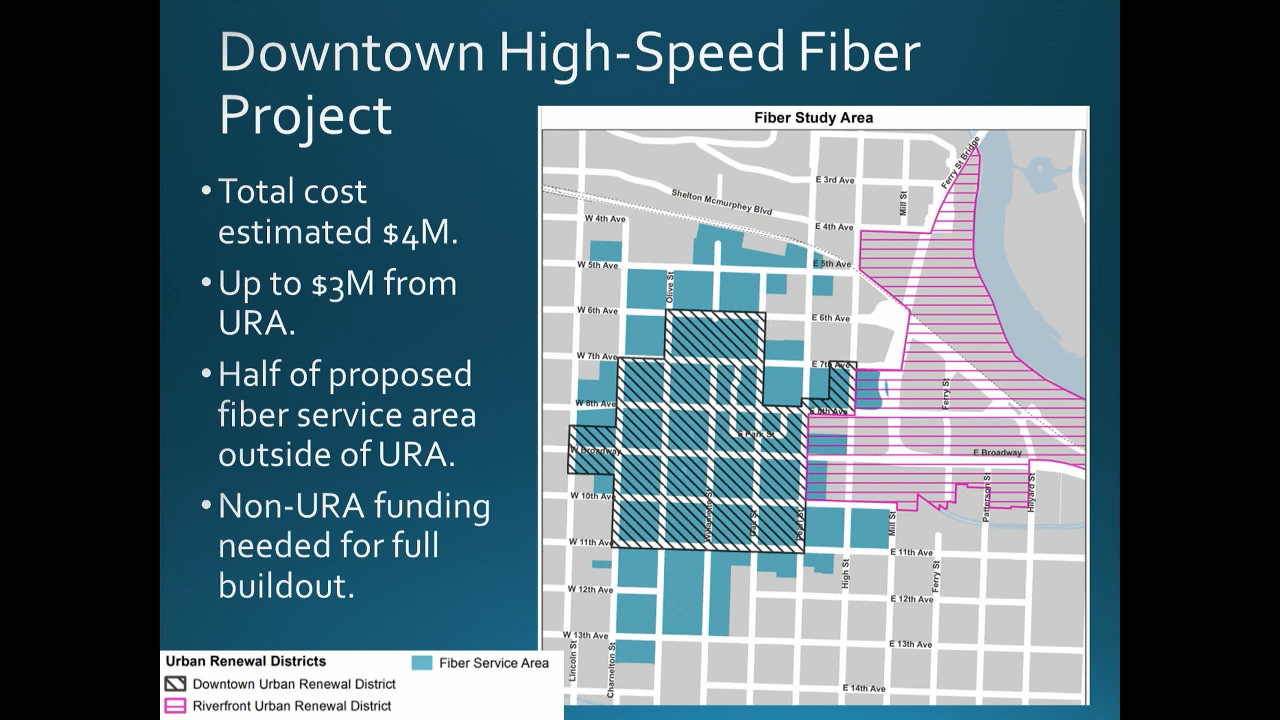 Downtown High-Speed Fiber
Project
• Total cost
estimated $4M.
• Up to $3M from
URA.
• Half of proposed
fiber service area
outside of URA.
• Non-URA funding
needed for full
buildout.
Fiber Study Area
Ferry St Bridge
E 3rd Ave
Mill St
Shelton Mcmurphey Blvd
W 4th Ave
E 4th Ave
W 5th Ave
E 5th Ave
Olive St
W 6th Ave
E 6th Ave
W 7th Ave
E 7th Ave
Ferry St
W 8th Ave
E 8th Ave
E Park St
W Broadway
E Broadway
W 10th Ave
Willamette St
Oak St
Pearl St
Mill St
Patterson St
Hilyard St
W 11th Ave
E 11th Ave
High St
Ferry St
W 12th Ave
E 12th Ave
W 13th Ave
E 13th Ave
Lincoln St
Charnelton St
E 14th Ave
Urban Renewal Districts
Fiber Service Area
Downtown Urban Renewal District
Riverfront Urban Renewal District